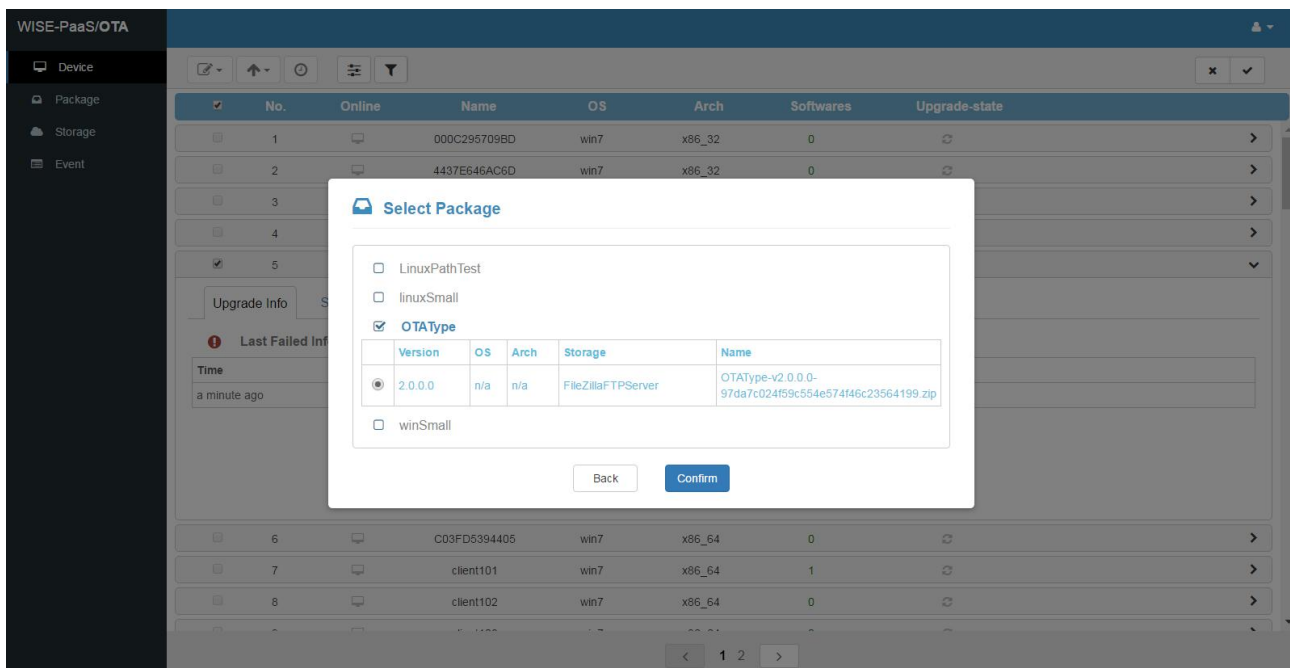 WISE-PaaS/OTA
Device
Package
Storage
Event
No. Online Name OS Arch Softwares Upgrade-state
1 000C295709BD win7 x86_32 0
2 4437E646AC6D win7 x86_32 0
3
4
5
Upgrade Info
Last Failed
Time
a minute ago
Select Package
LinuxPathTest
linuxSmall
OTAType
Version OS Arch Storage Name
2.0.0.0 n/a n/a FileZillaFTPServer OTAType-v2.0.0.0-
97da7c024f59c554e574f46c23564199.zip
winSmall
Back Confirm
6 C03FD5394405 win7 x86_64 0
7 client101 win7 x86_64 1
8 client102 win7 x86_64 0
< 1 2 >